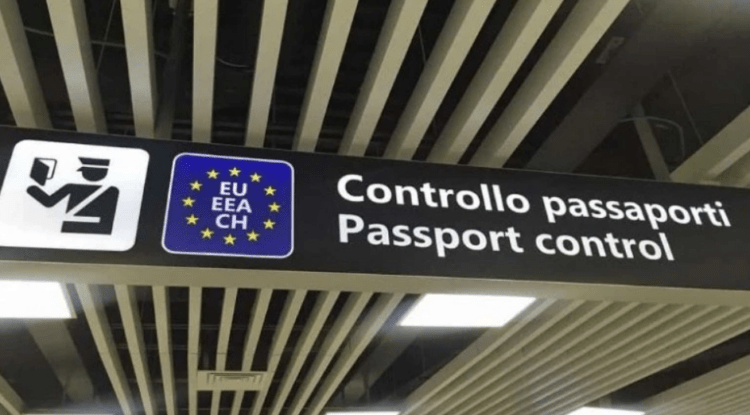 EU
EEA
CH
Controllo passaporti
Passport control